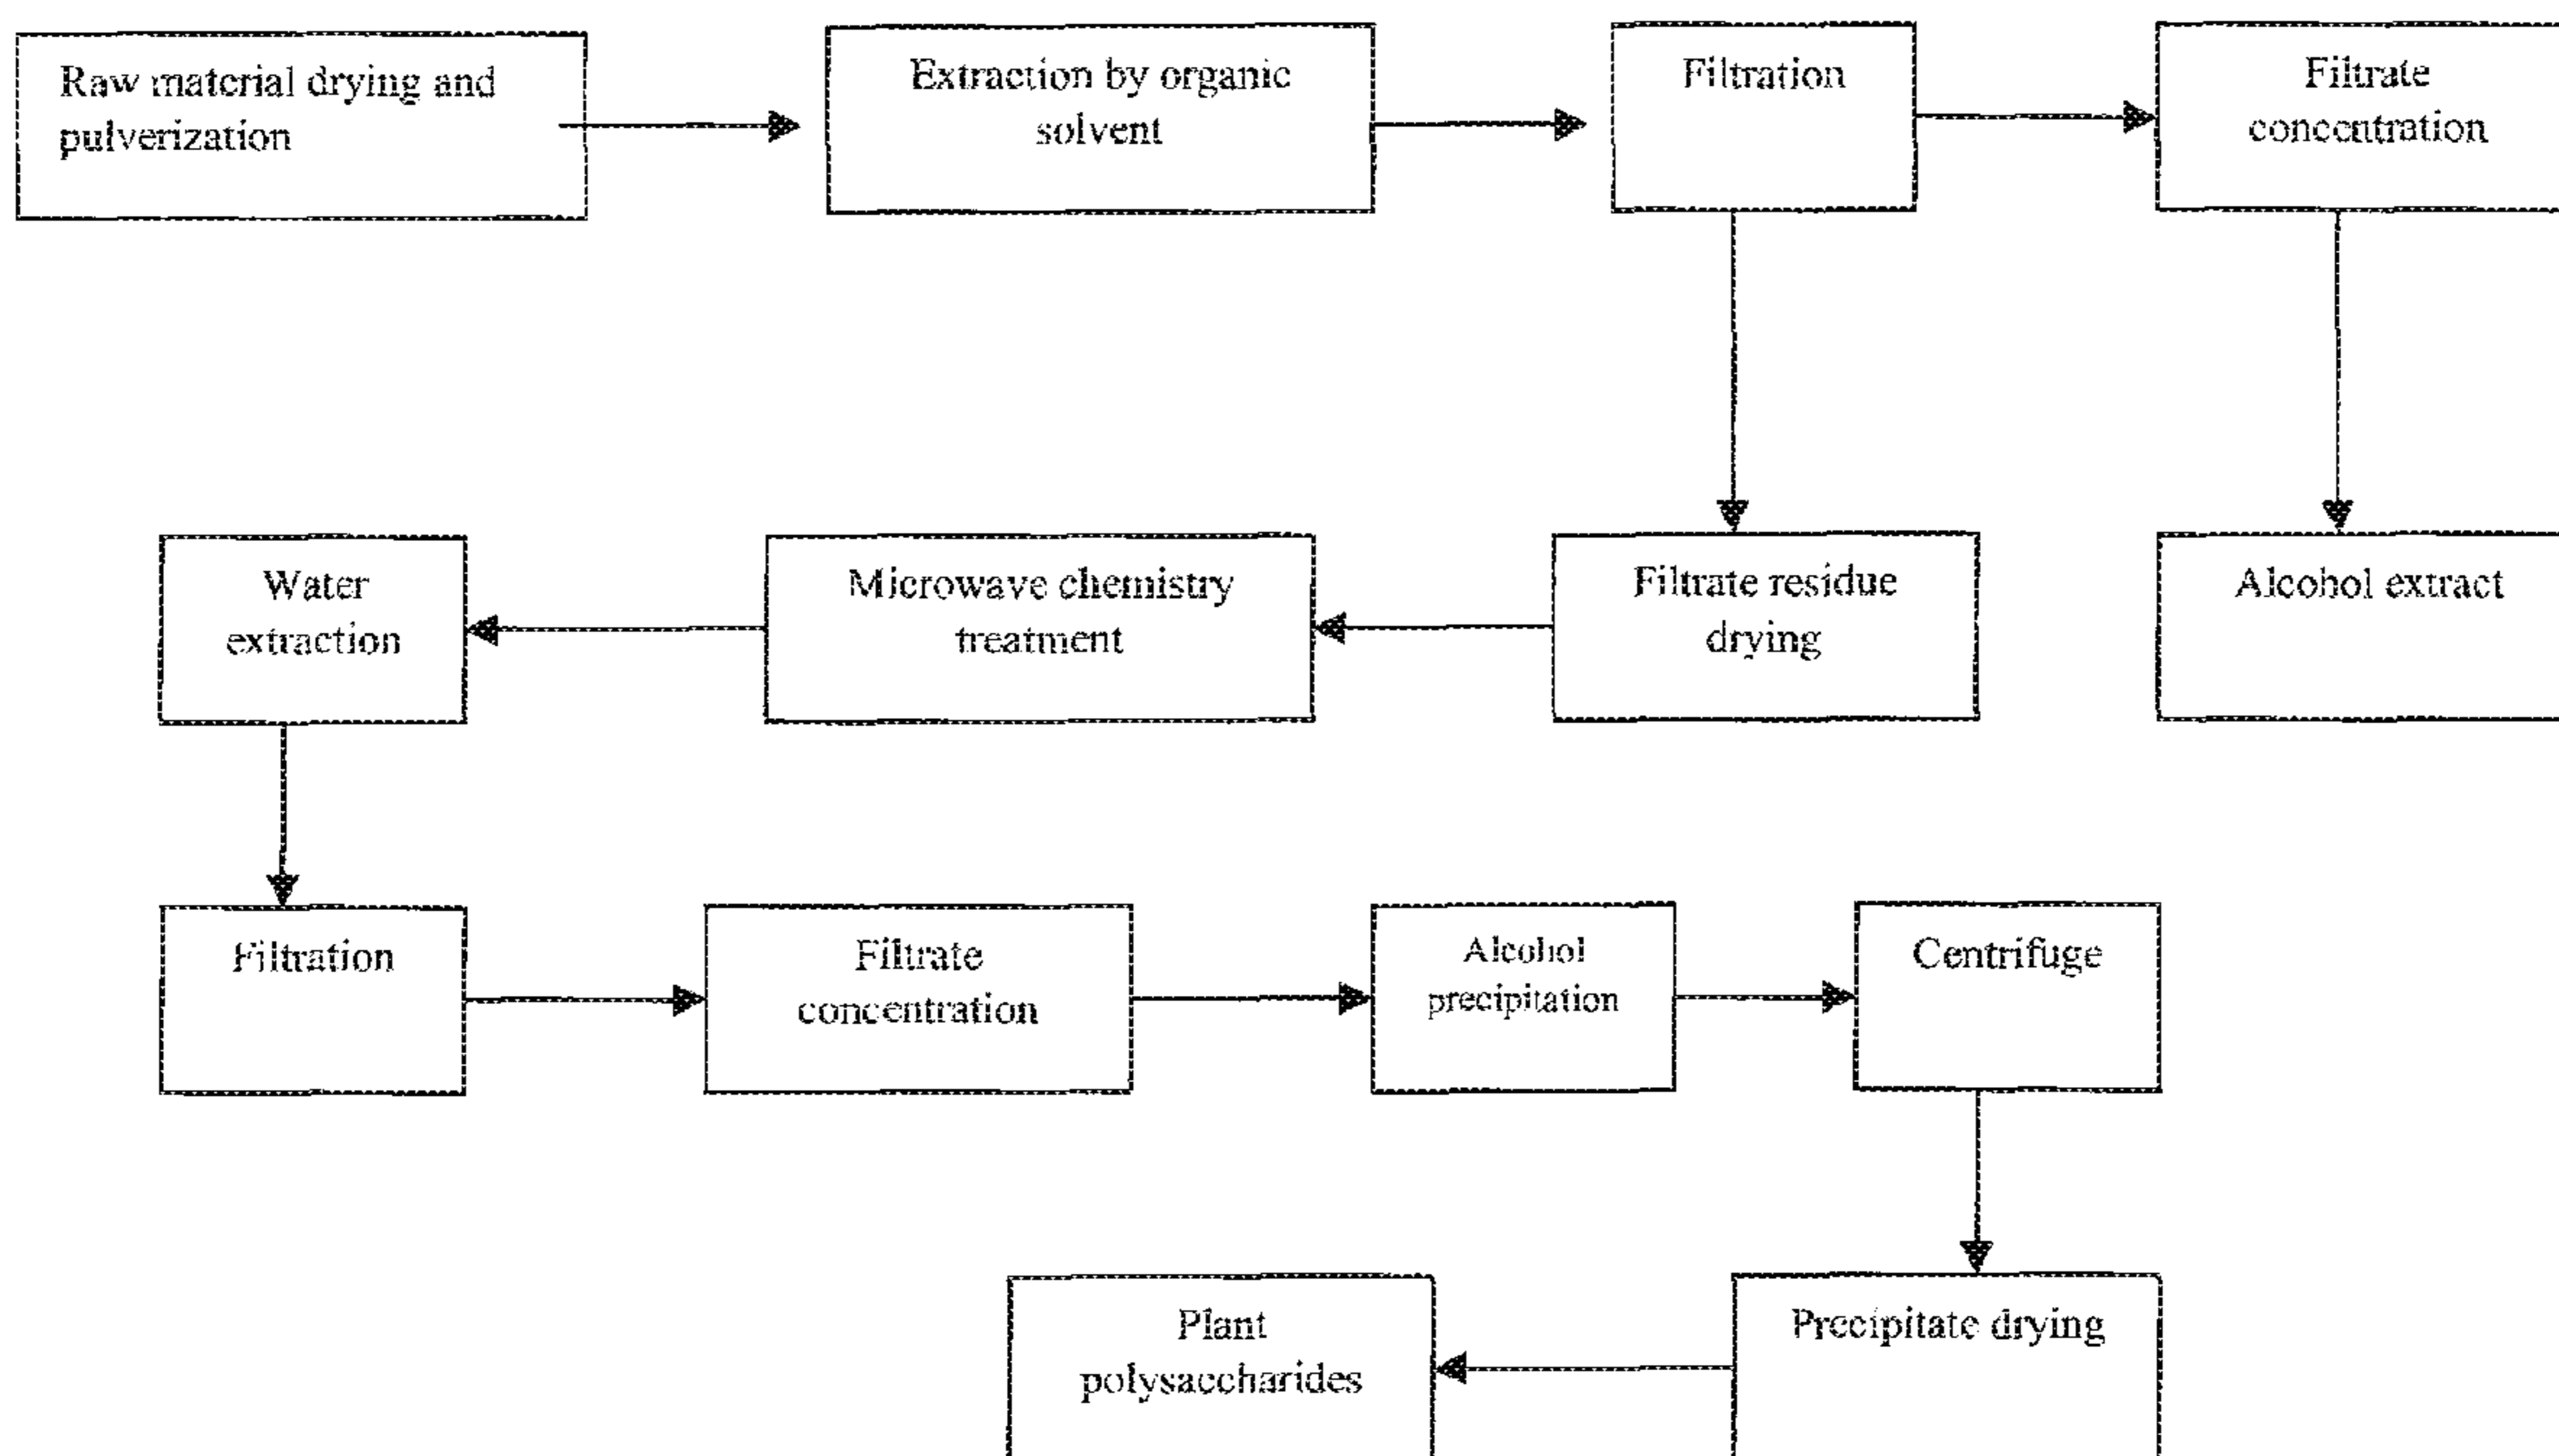 Raw material drying and
pulverization
Extraction by organic
solvent
Filtration
Filtrate
concentration
Water
extraction
Microwave chemistry
treatment
Filtrate residue
drying
Alcohol extract
Filtration
Filtrate
concentration
Alcohol
precipitation
Centrifuge
Plant
polysaccharides
Precipitate drying